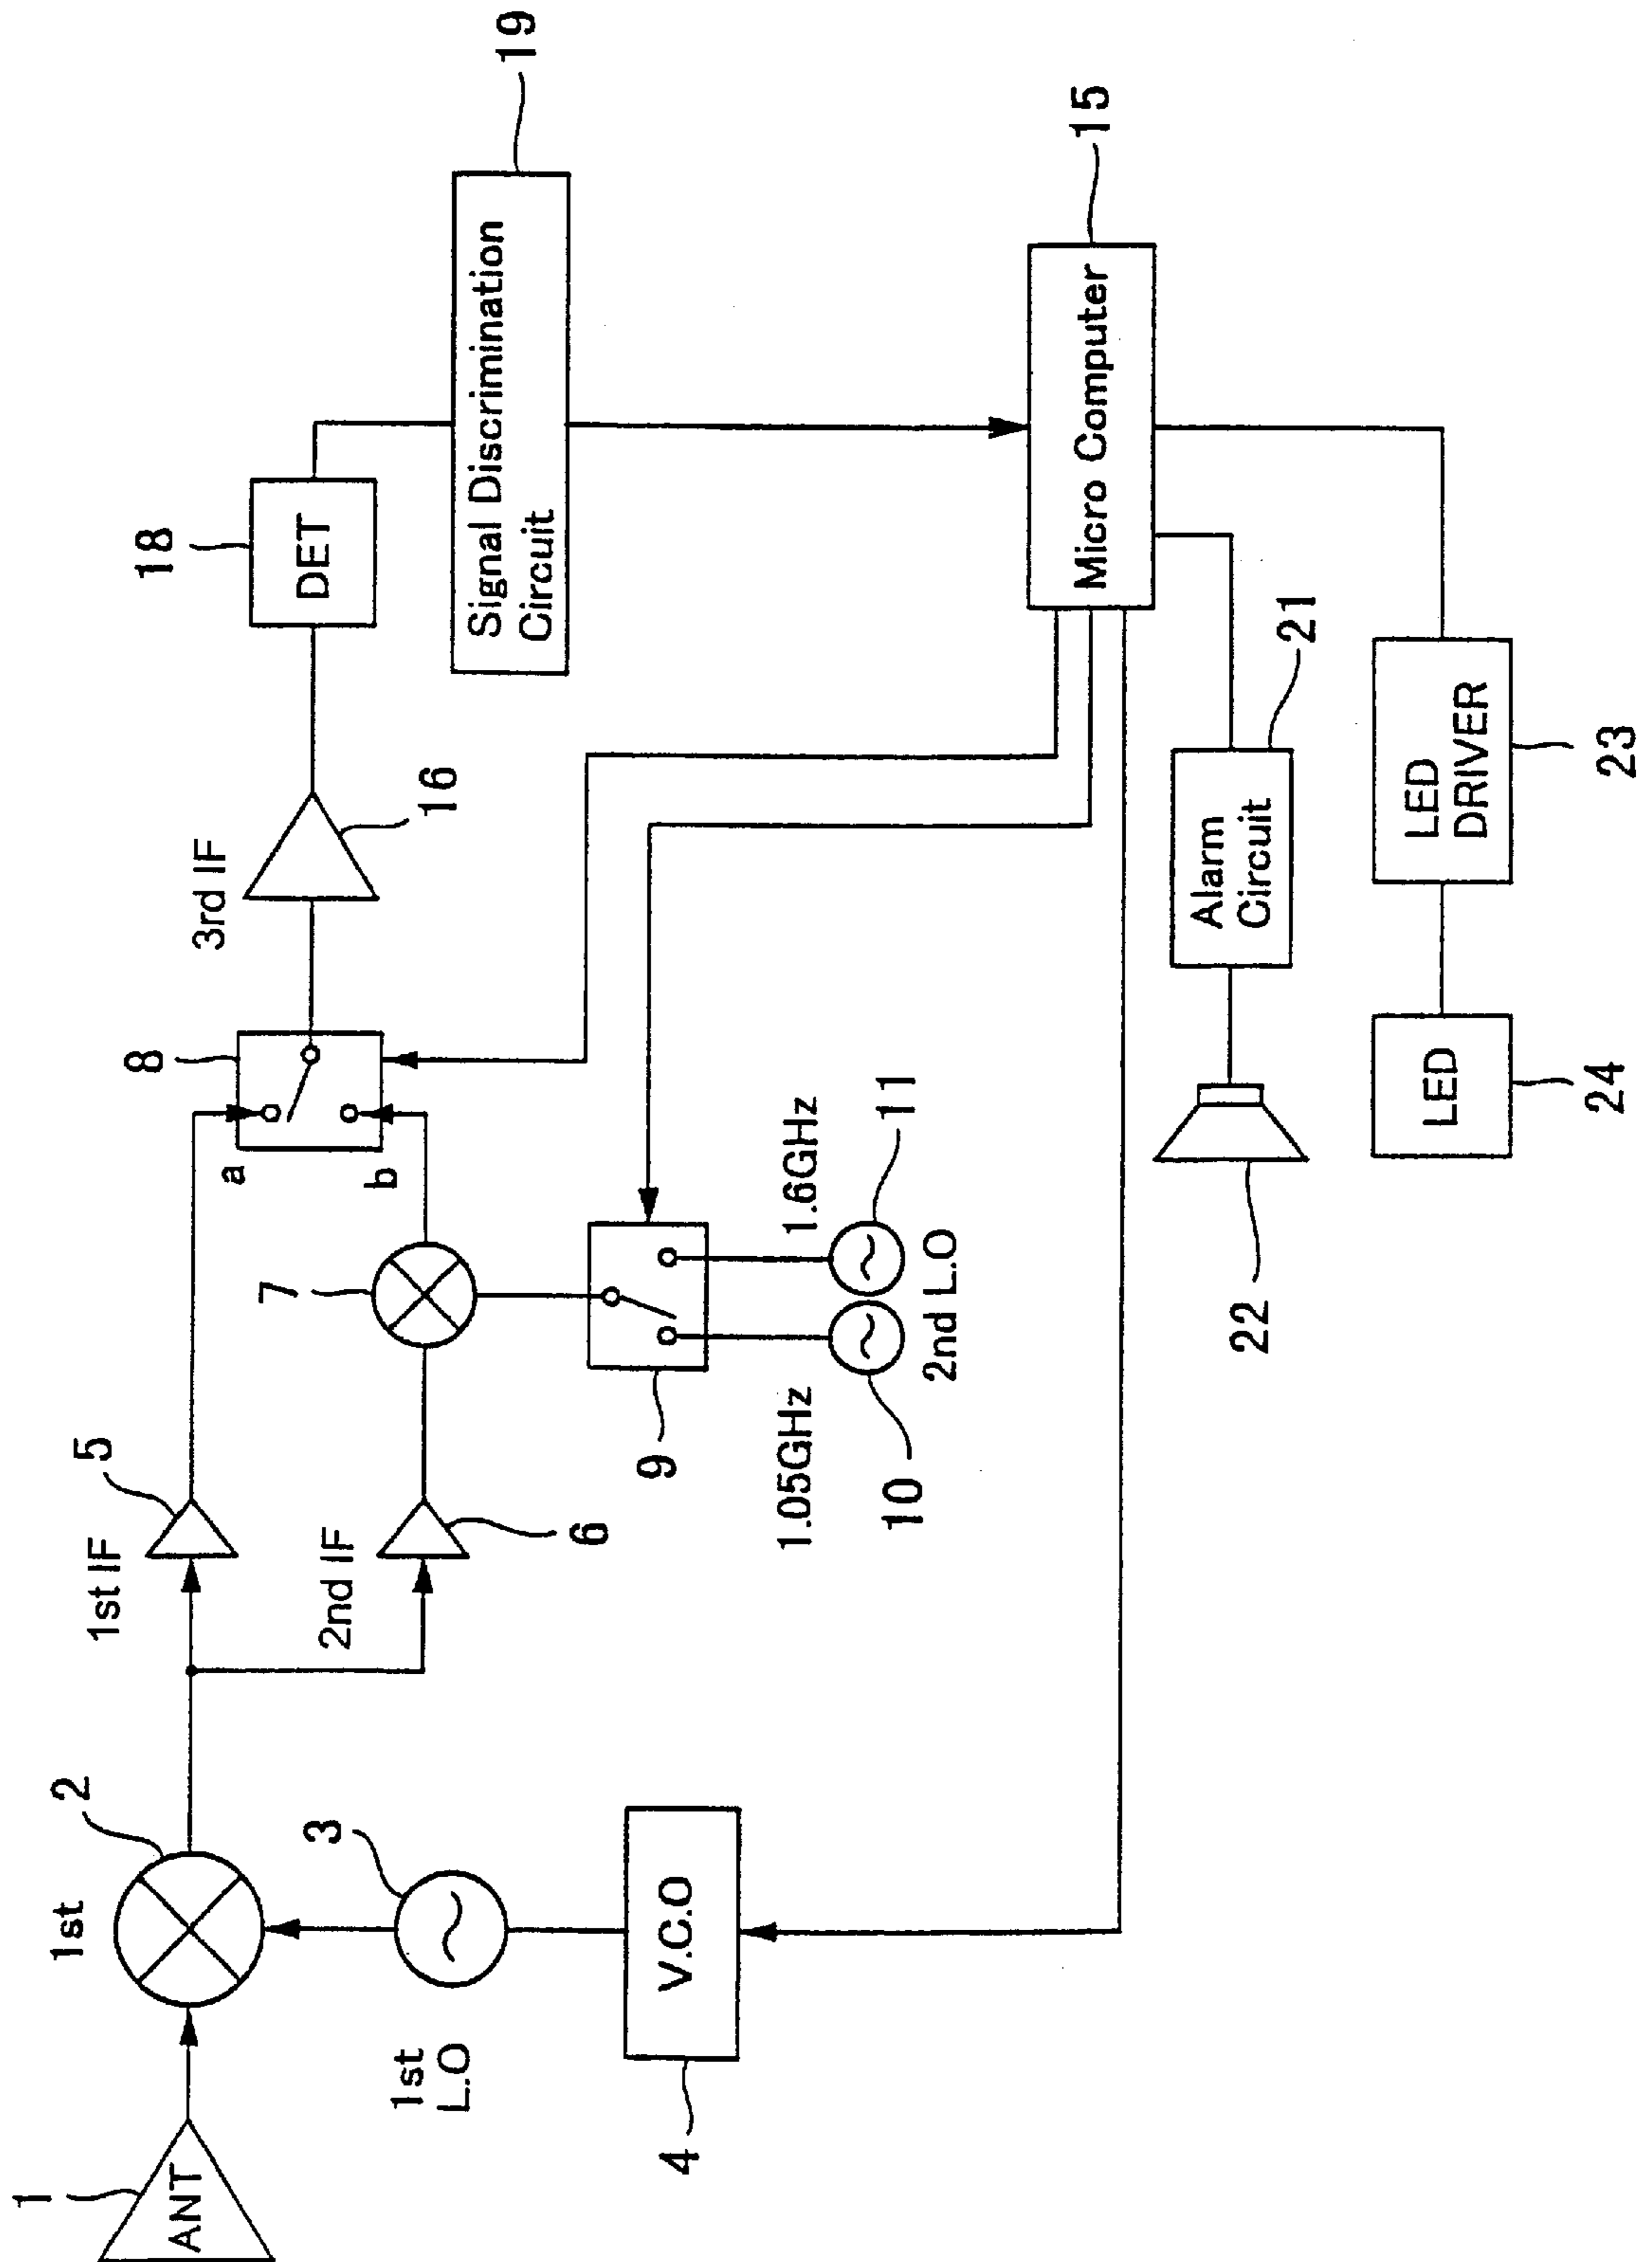 1
ANT
1st
2
1st
L.O
3
4
V.C.O
1st IF
5
2nd IF
6
7
8
a
b
9
1.05GHz
1.6GHz
10
11
2nd L.O
3rd IF
16
18
DET
19
Signal Discrimination
Circuit
15
Micro Computer
21
Alarm
Circuit
22
LED
DRIVER
23
LED
24